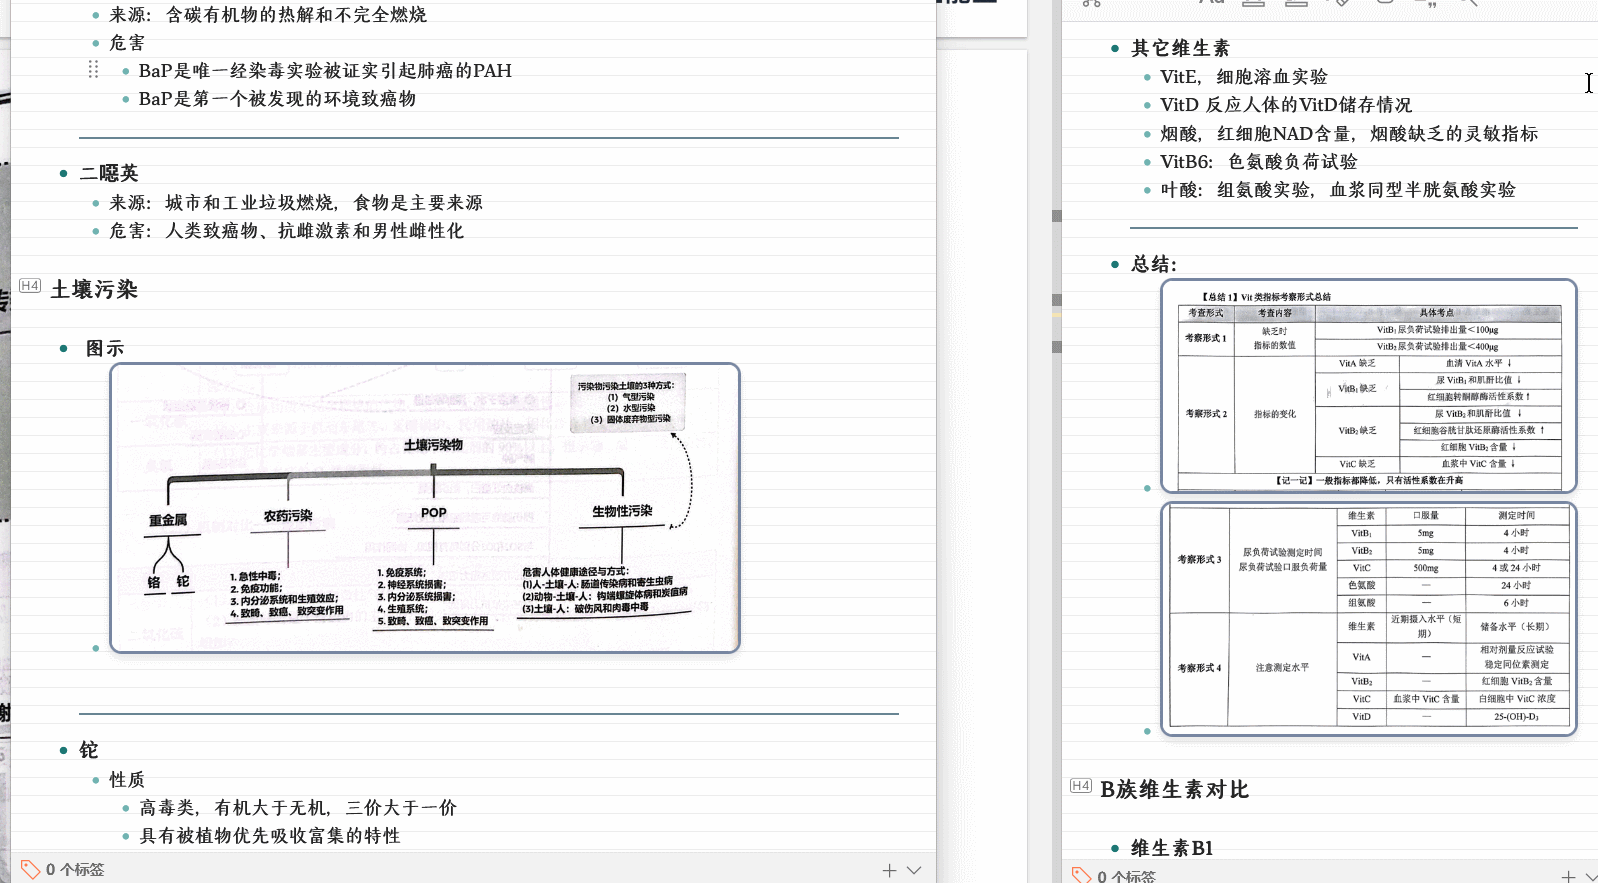 来源：含碳有机物的热解和不完全燃烧
危害
BaP是唯一经染毒实验被证实引起肺癌的PAH
BaP是第一个被发现的环境致癌物
二噁英
来源：城市和工业垃圾燃烧，食物是主要来源
危害：人类致癌物、抗雌激素和男性雌性化
H4 土壤污染
图示
污染物污染土壤的3种方式：
（1）气型污染
（2）水型污染
（3）固体废弃物型污染
土壤污染物
重金属
农药污染
POP
生物性污染
铬 铊
1. 急性中毒；
2. 免疫功能；
3. 内分泌系统和生殖效应；
4. 致畸、致癌、致突变作用
1. 免疫系统；
2. 神经系统损害；
3. 内分泌系统损害；
4. 生殖系统；
5. 致畸、致癌、致突变作用
危害人体健康途径与方式：
(1)人-土壤-人：肠道传染病和寄生虫病
(2)动物-土壤-人：钩端螺旋体病和炭疽病
(3)土壤-人：破伤风和肉毒中毒
铊
性质
高毒类，有机大于无机，三价大于一价
具有被植物优先吸收富集的特性
0 个标签
其它维生素
VitE，细胞溶血实验
VitD 反应人体的VitD储存情况
烟酸，红细胞NAD含量，烟酸缺乏的灵敏指标
VitB6：色氨酸负荷试验
叶酸：组氨酸实验，血浆同型半胱氨酸实验
总结：
【总结 1】Vit 类指标考察形式总结
考查形式 考查内容 具体考点
考察形式 1 缺乏时指标的数值 VitB₁尿负荷试验排出量＜100μg
VitB₂尿负荷试验排出量＜400μg
考察形式 2 指标的变化 VitA 缺乏 血清 VitA 水平 ↓
VitB₁缺乏 尿 VitB₁和肌酐比值 ↓
红细胞转酮醇酶活性系数↑
VitB₂缺乏 尿 VitB₂和肌酐比值 ↓
红细胞谷胱甘肽还原酶活性系数 ↑
红细胞 VitB₂含量 ↓
VitC 缺乏 血浆中 VitC 含量 ↓
【记一记】一般指标都降低，只有活性系数在升高
考察形式 3 尿负荷试验测定时间 尿负荷试验口服负荷量 维生素 口服量 测定时间
VitB₁ 5mg 4 小时
VitB₂ 5mg 4 小时
VitC 500mg 4 或 24 小时
色氨酸 — 24 小时
组氨酸 — 6 小时
考察形式 4 注意测定水平 维生素 近期摄入水平（短期） 储备水平（长期）
VitA — 相对剂量反应试验 稳定同位素测定
VitB₂ — 红细胞 VitB₂含量
VitC 血浆中 VitC 含量 白细胞中 VitC 浓度
VitD — 25-(OH)-D₃
H4 B族维生素对比
维生素B1
0 个标签